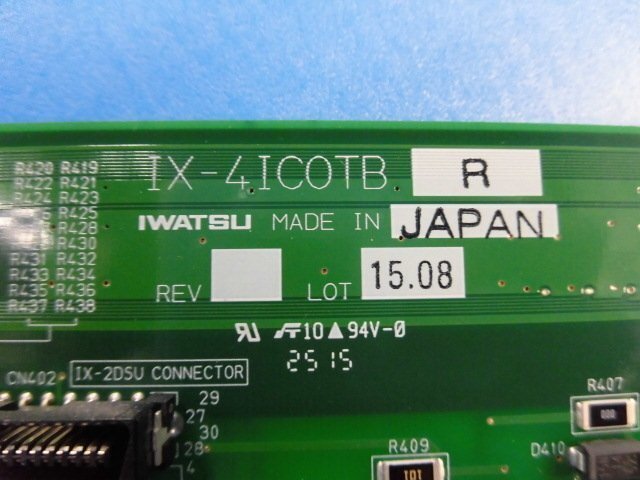 IX-4ICOTB R
IWATSU MADE IN JAPAN
REV LOT 15.08
10▲94V-0
2515
R420 R419
R422 R421
R424 R423
R425
R428
R430
R431 R432
R433 R434
R435 R436
R437 R438
CN402 IX-2DSU CONNECTOR
29
27
30
28
4
R407
000
R409
101
D410